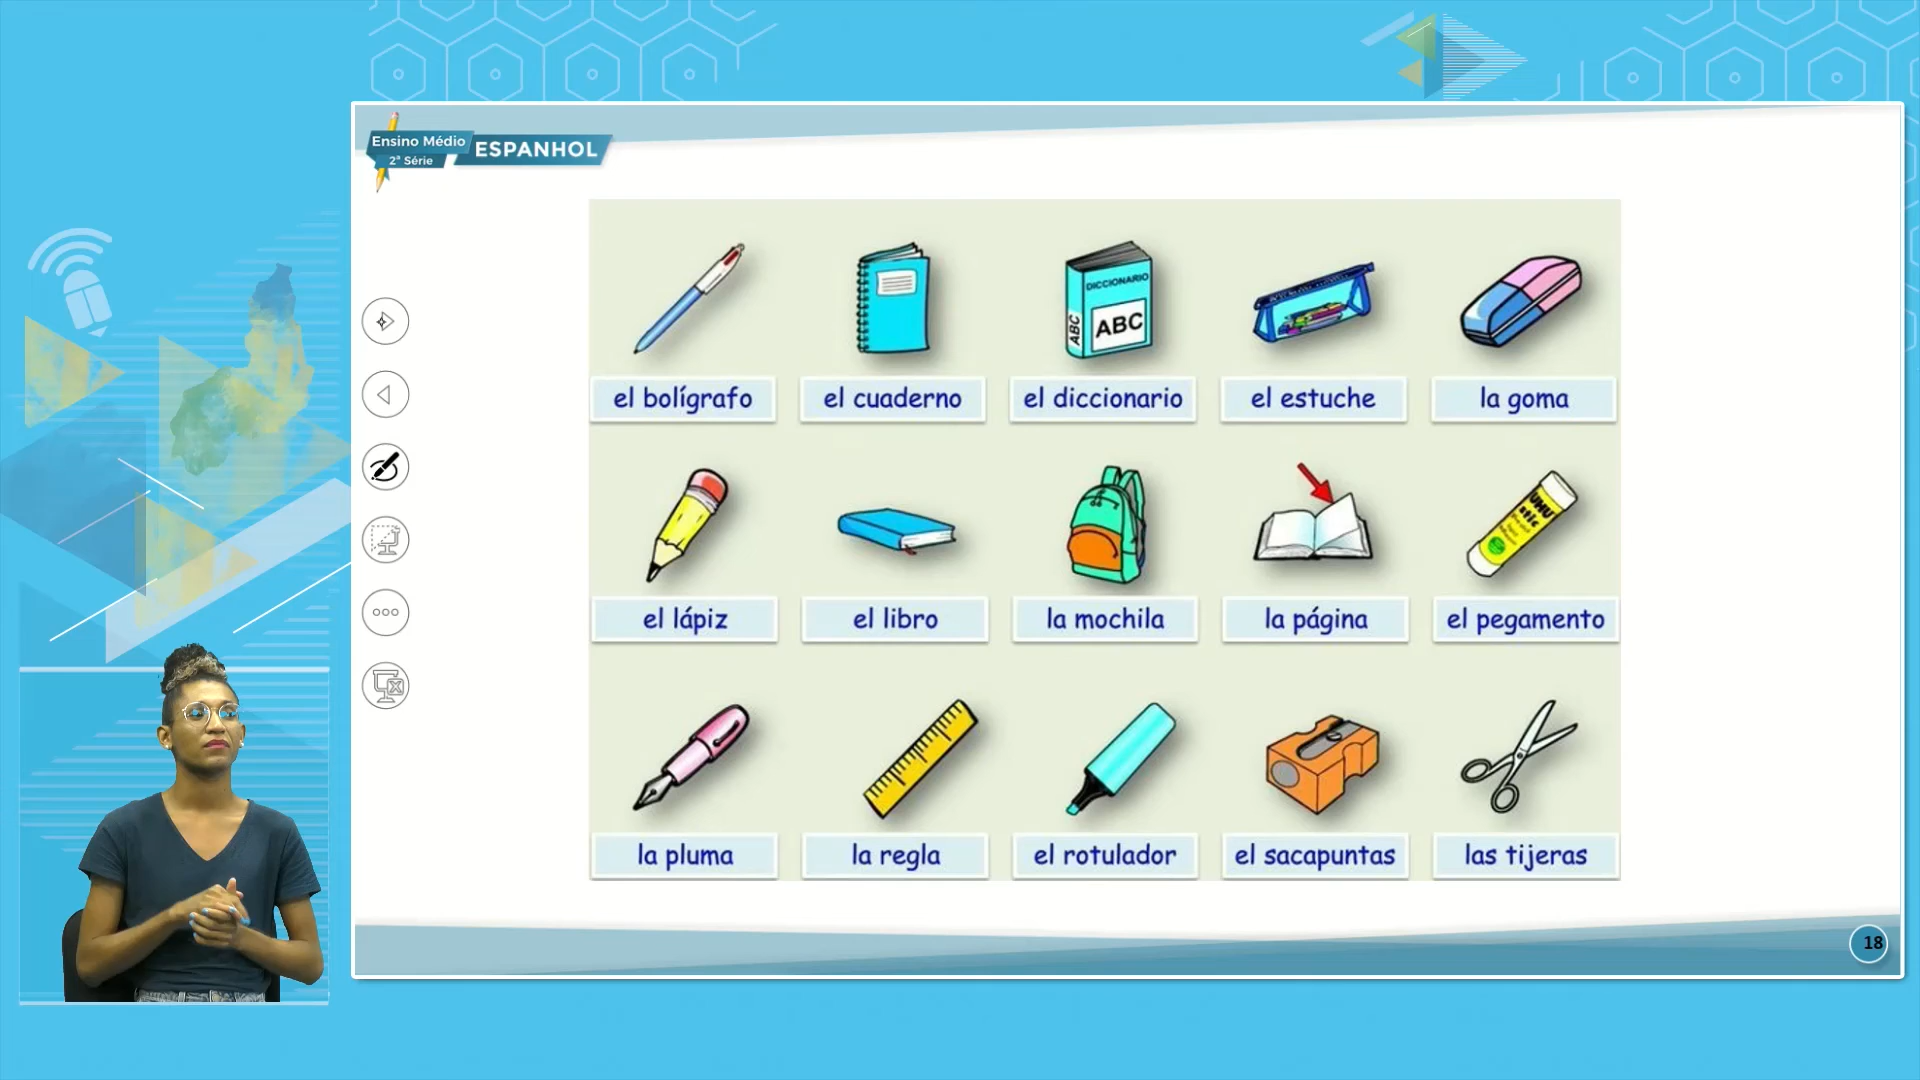 Ensino Médio
2ª Série
ESPANHOL
DICCIONARIO
ABC
ABC
el bolígrafo
el cuaderno
el diccionario
el estuche
la goma
UHU
stic
el lápiz
el libro
la mochila
la página
el pegamento
la pluma
la regla
el rotulador
el sacapuntas
las tijeras
18